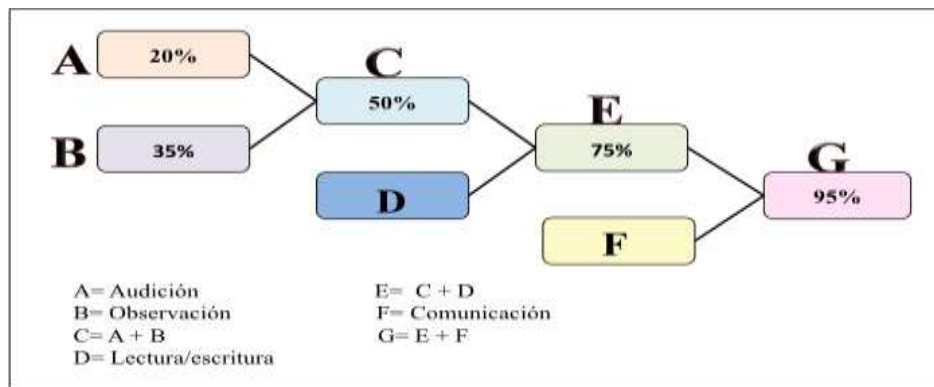 A
20%
B
35%
C
50%
D
E
75%
F
G
95%
A= Audición
B= Observación
C= A + B
D= Lectura/escritura
E= C + D
F= Comunicación
G= E + F